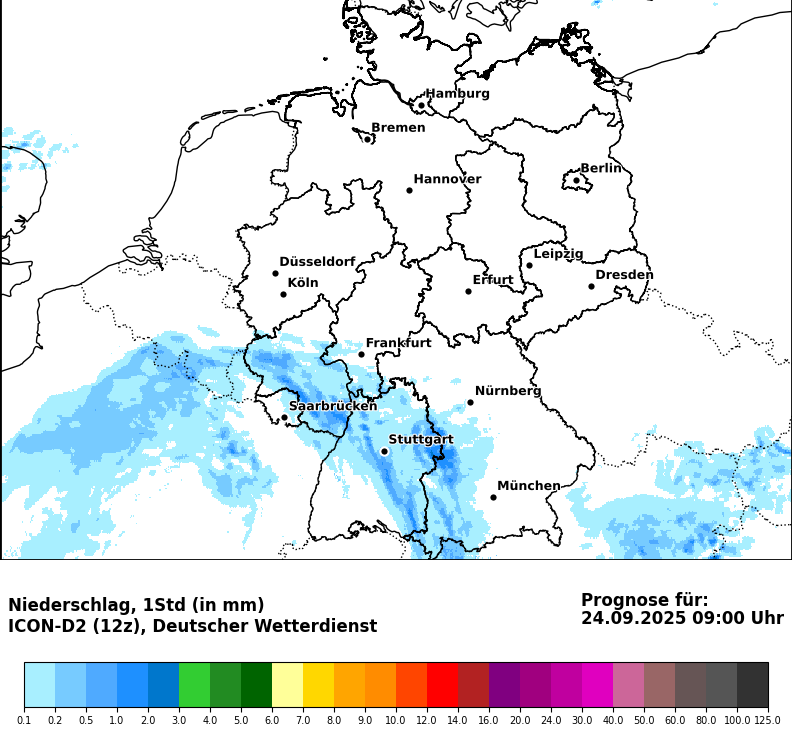 Hamburg
Bremen
Berlin
Hannover
Leipzig
Düsseldorf
Dresden
Köln
Erfurt
Frankfurt
Nürnberg
Saarbrücken
Stuttgart
München
Niederschlag, 1Std (in mm)
ICON-D2 (12z), Deutscher Wetterdienst
Prognose für:
24.09.2025 09:00 Uhr
0.1 0.2 0.5 1.0 2.0 3.0 4.0 5.0 6.0 7.0 8.0 9.0 10.0 12.0 14.0 16.0 20.0 24.0 30.0 40.0 50.0 60.0 80.0 100.0 125.0